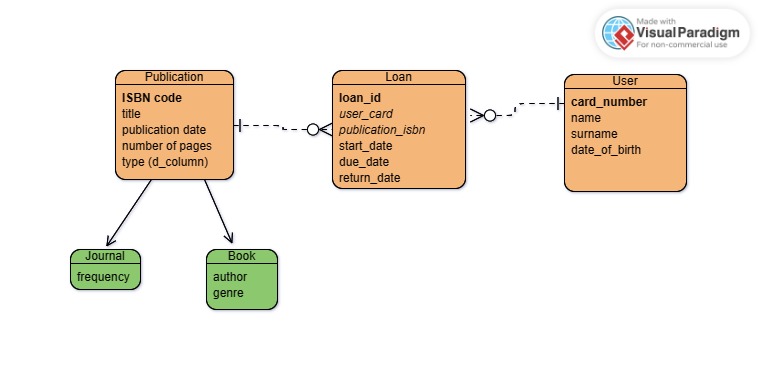 Made with
Visual Paradigm
For non-commercial use
Publication
ISBN code
title
publication date
number of pages
type (d_column)
Loan
loan_id
user_card
publication_isbn
start_date
due_date
return_date
User
card_number
name
surname
date_of_birth
Journal
frequency
Book
author
genre